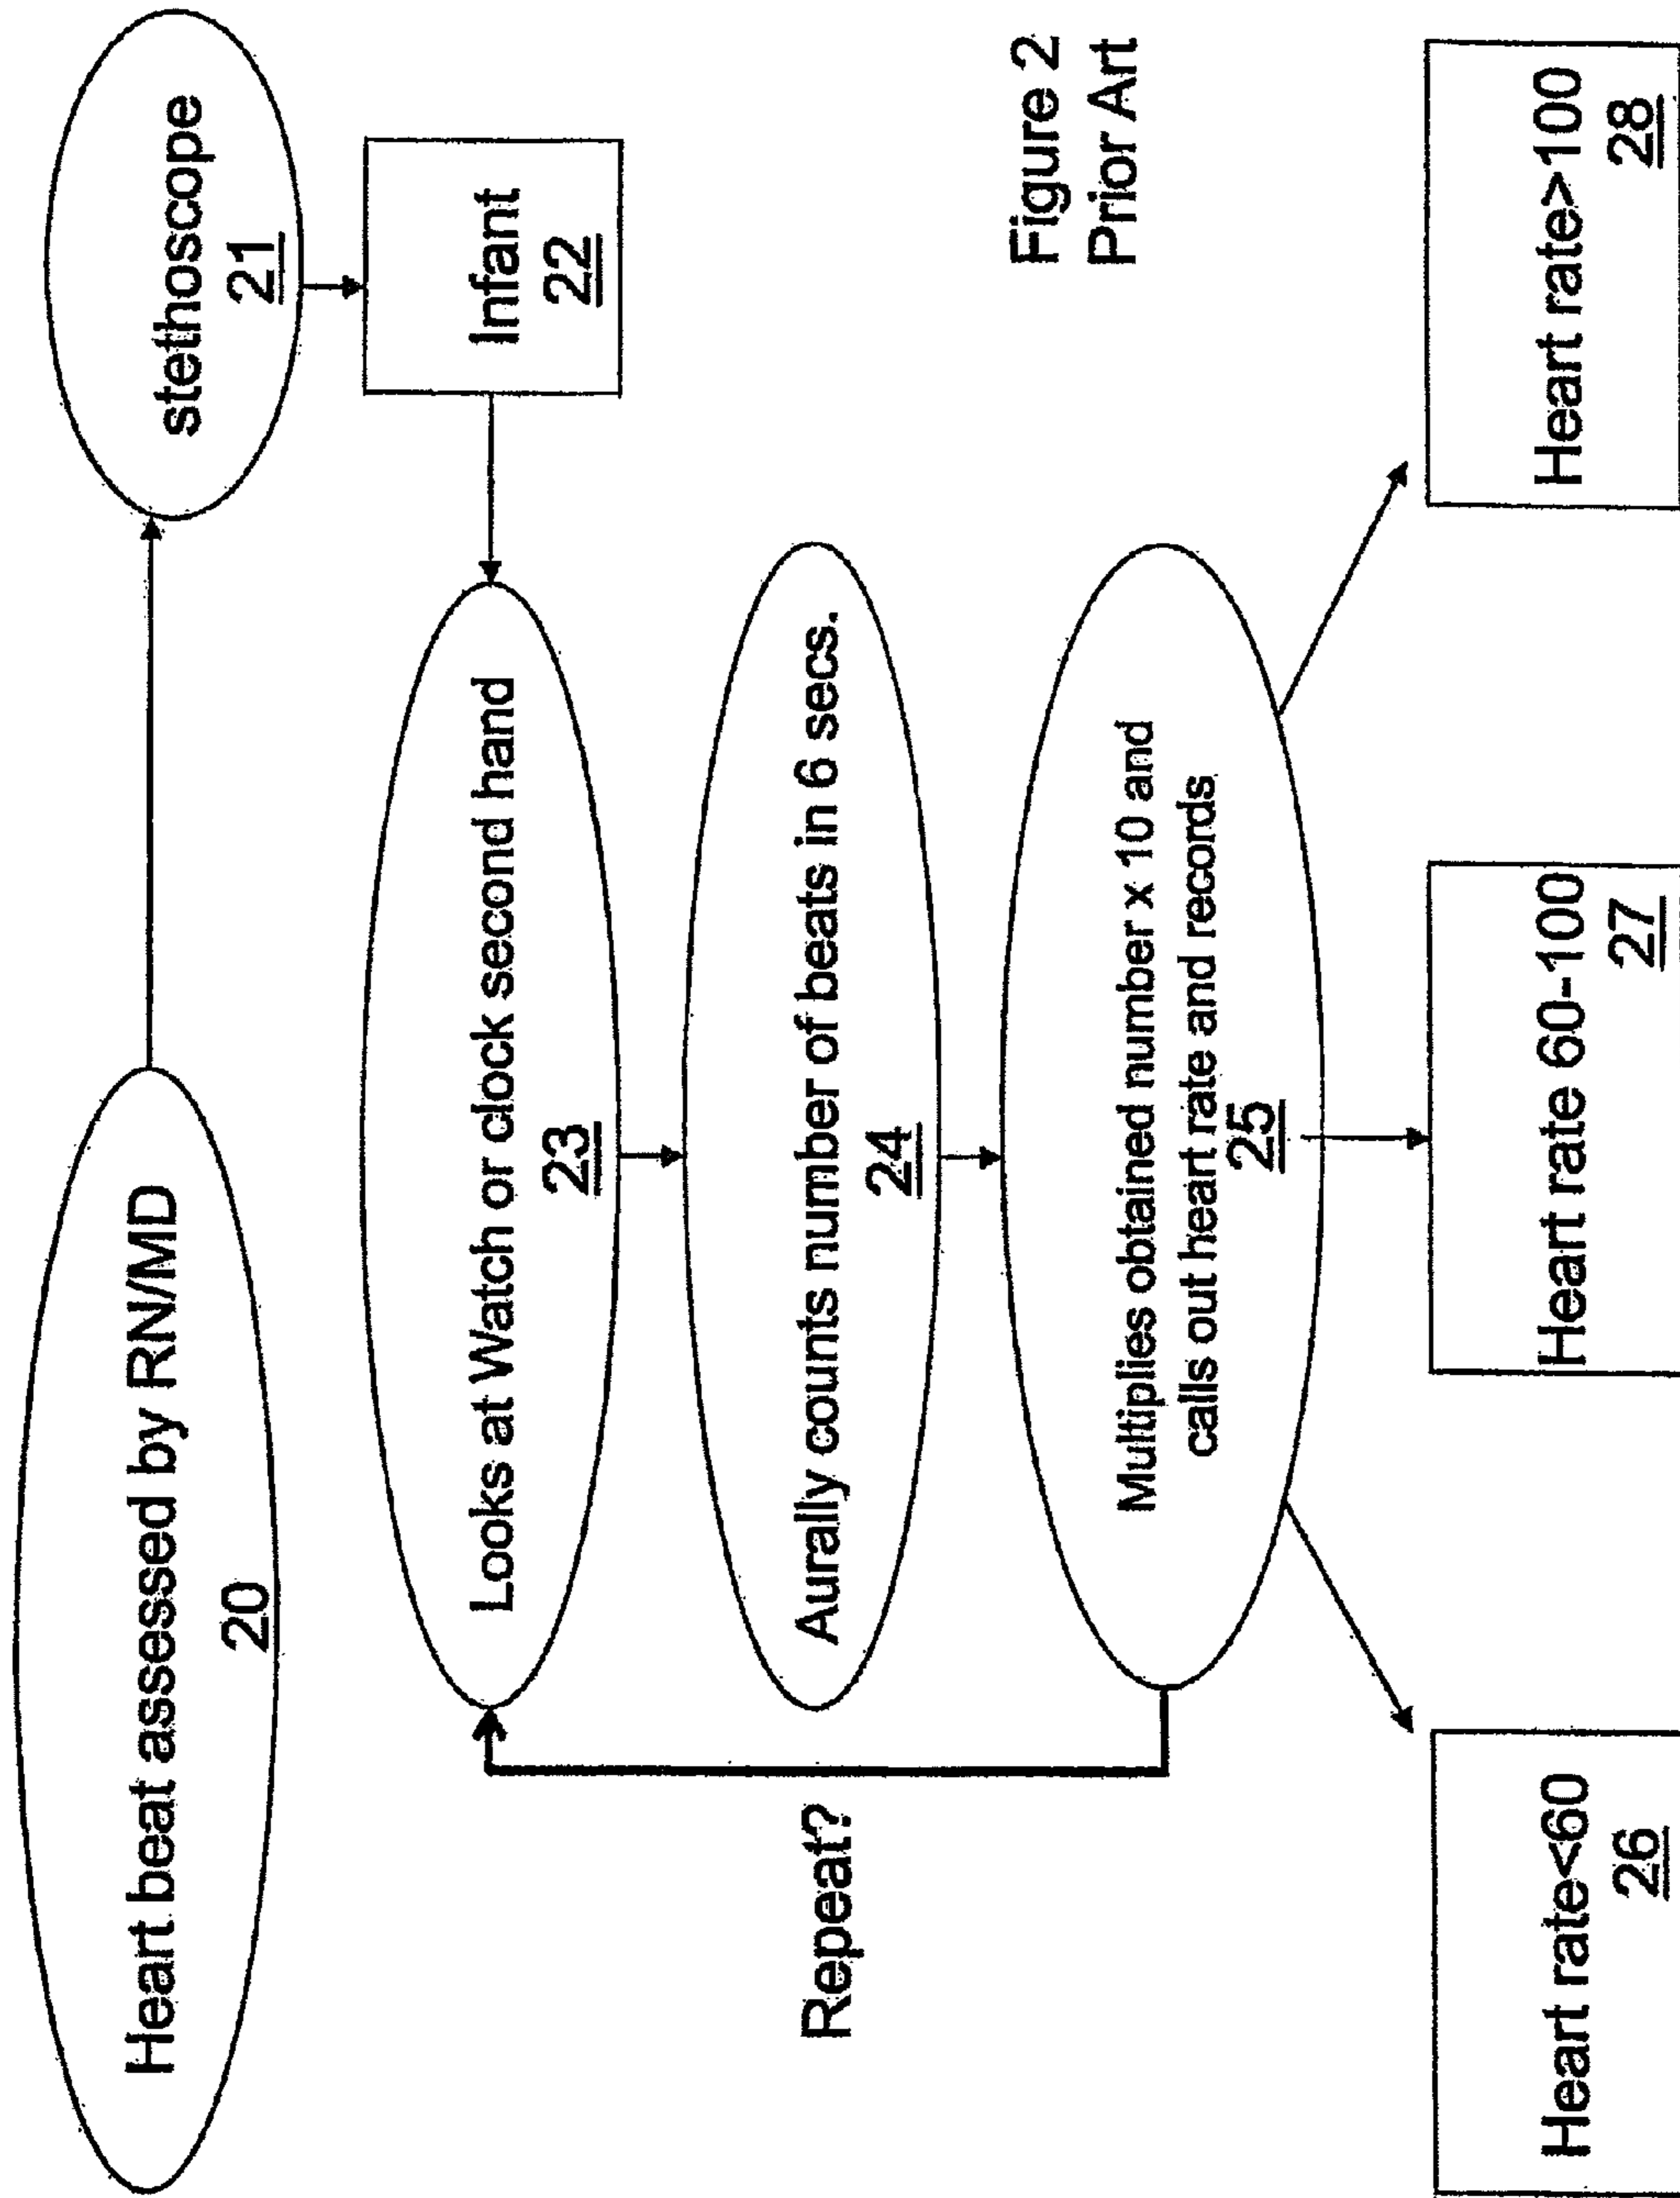 Heart beat assessed by RN/MD
20
stethoscope
21
Infant
22
Looks at Watch or clock second hand
23
Aurally counts number of beats in 6 secs.
24
Repeat?
Multiplies obtained number x 10 and
calls out heart rate and records
25
Figure 2
Prior Art
Heart rate<60
26
Heart rate 60-100
27
Heart rate>100
28